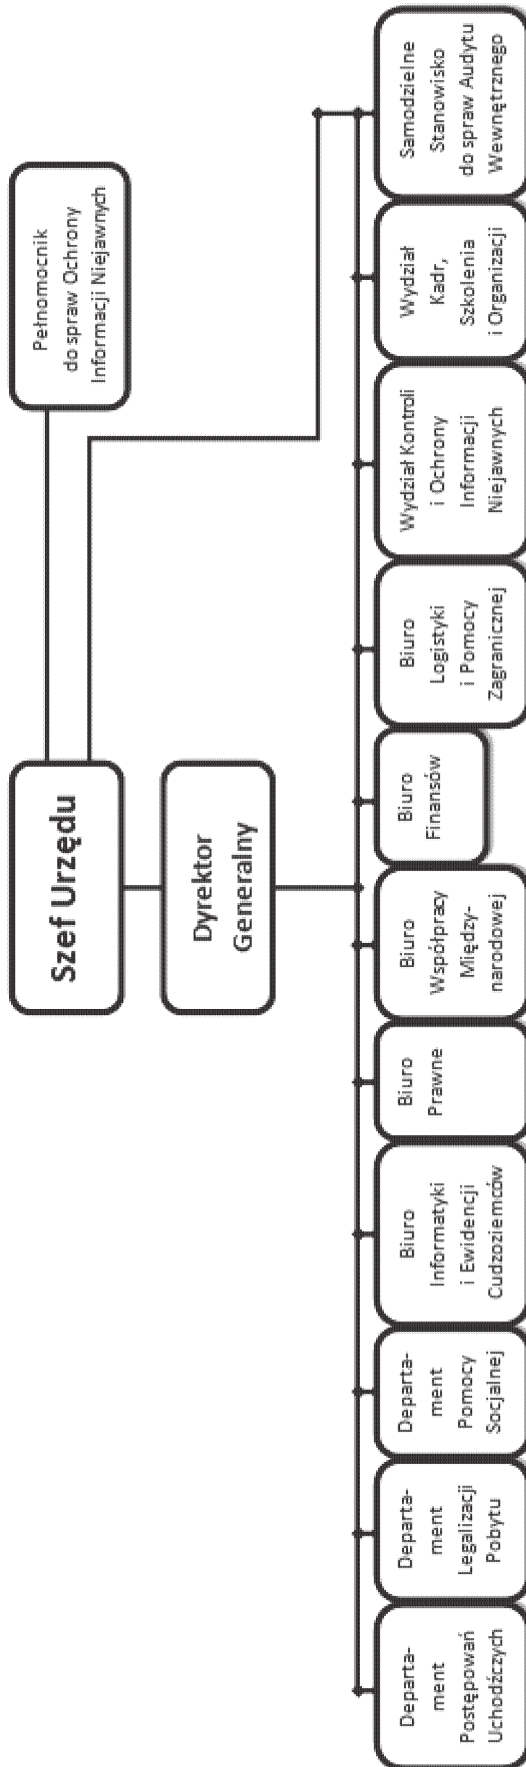 Szef Urzędu
Pełnomocnik
do spraw Ochrony
Informacji Niejawnych
Dyrektor
Generalny
Departa-
ment
Postępowań
Uchodźczych
Departa-
ment
Legalizacji
Pobytu
Departa-
ment
Pomocy
Socjalnej
Biuro
Informatyki
i Ewidencji
Cudzoziemców
Biuro
Prawne
Biuro
Współpracy
Między-
narodowej
Biuro
Finansów
Biuro
Logistyki
i Pomocy
Zagranicznej
Wydział Kontroli
i Ochrony
Informacji
Niejawnych
Wydział
Kadr,
Szkolenia
i Organizacji
Samodzielne
Stanowisko
do spraw Audytu
Wewnętrznego